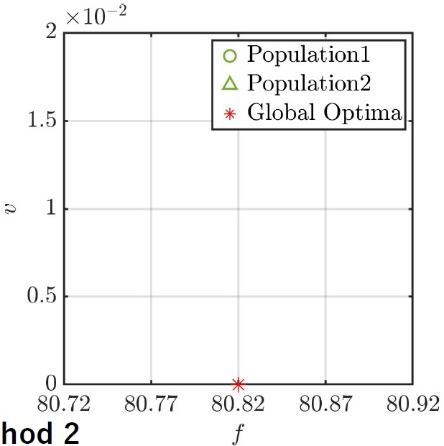 ×10⁻²
2
1.5
1
0.5
0
v
Population1
Population2
Global Optima
80.72 80.77 80.82 80.87 80.92
f
hod 2